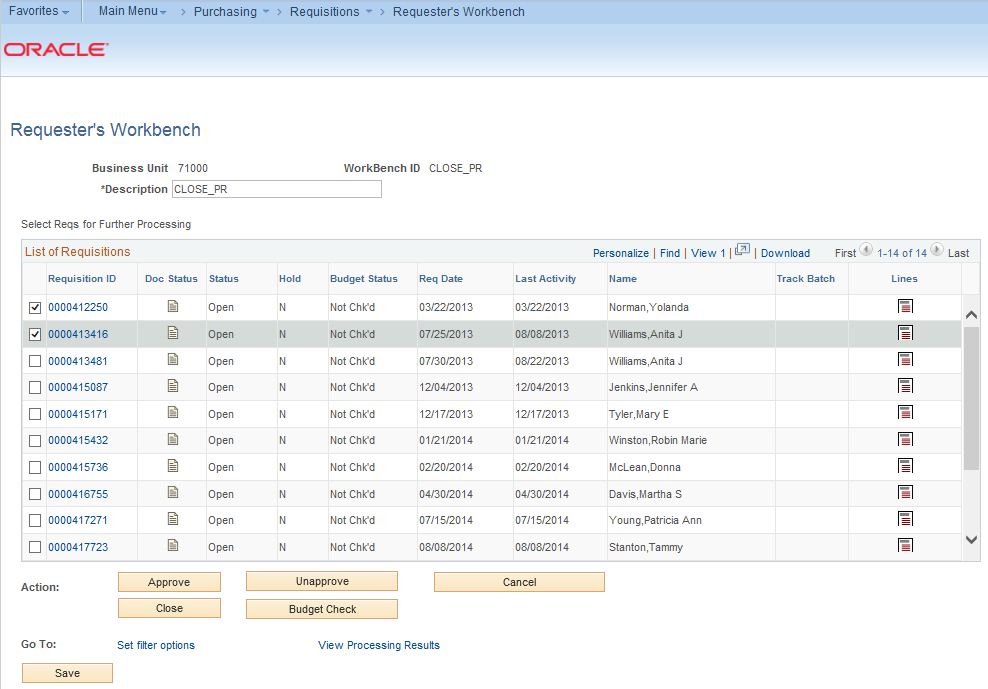 Favorites Main Menu > Purchasing > Requisitions > Requester's Workbench
ORACLE
Requester's Workbench
Business Unit 71000 WorkBench ID CLOSE_PR
*Description CLOSE_PR
Select Reqs for Further Processing
List of Requisitions Personalize | Find | View 1 | | Download First 1-14 of 14 Last
Requisition ID Doc Status Status Hold Budget Status Req Date Last Activity Name Track Batch Lines
0000412250 Open N Not Chk'd 03/22/2013 03/22/2013 Norman,Yolanda
0000413416 Open N Not Chk'd 07/25/2013 08/08/2013 Williams,Anita J
0000413481 Open N Not Chk'd 07/30/2013 08/22/2013 Williams,Anita J
0000415087 Open N Not Chk'd 12/04/2013 12/04/2013 Jenkins,Jennifer A
0000415171 Open N Not Chk'd 12/17/2013 12/17/2013 Tyler,Mary E
0000415432 Open N Not Chk'd 01/21/2014 01/21/2014 Winston,Robin Marie
0000415736 Open N Not Chk'd 02/20/2014 02/20/2014 McLean,Donna
0000416755 Open N Not Chk'd 04/30/2014 04/30/2014 Davis,Martha S
0000417271 Open N Not Chk'd 07/15/2014 07/15/2014 Young,Patricia Ann
0000417723 Open N Not Chk'd 08/08/2014 08/08/2014 Stanton,Tammy
Action: Approve Unapprove Cancel
Close Budget Check
Go To: Set filter options View Processing Results
Save